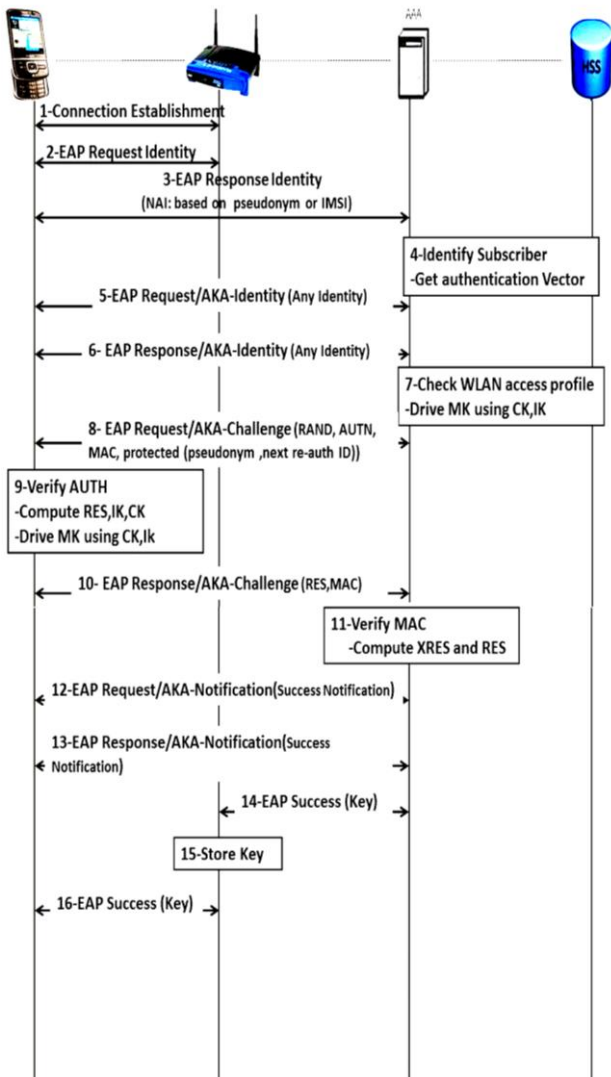 AAA
HSS
1-Connection Establishment
2-EAP Request Identity
3-EAP Response Identity
(NAI: based on pseudonym or IMSI)
4-Identify Subscriber
-Get authentication Vector
5-EAP Request/AKA-Identity (Any Identity)
6- EAP Response/AKA-Identity (Any Identity)
7-Check WLAN access profile
-Drive MK using CK,IK
8- EAP Request/AKA-Challenge (RAND, AUTN,
MAC, protected (pseudonym ,next re-auth ID))
9-Verify AUTH
-Compute RES,IK,CK
-Drive MK using CK,Ik
10- EAP Response/AKA-Challenge (RES,MAC)
11-Verify MAC
-Compute XRES and RES
12-EAP Request/AKA-Notification(Success Notification)
13-EAP Response/AKA-Notification(Success
Notification)
14-EAP Success (Key)
15-Store Key
16-EAP Success (Key)